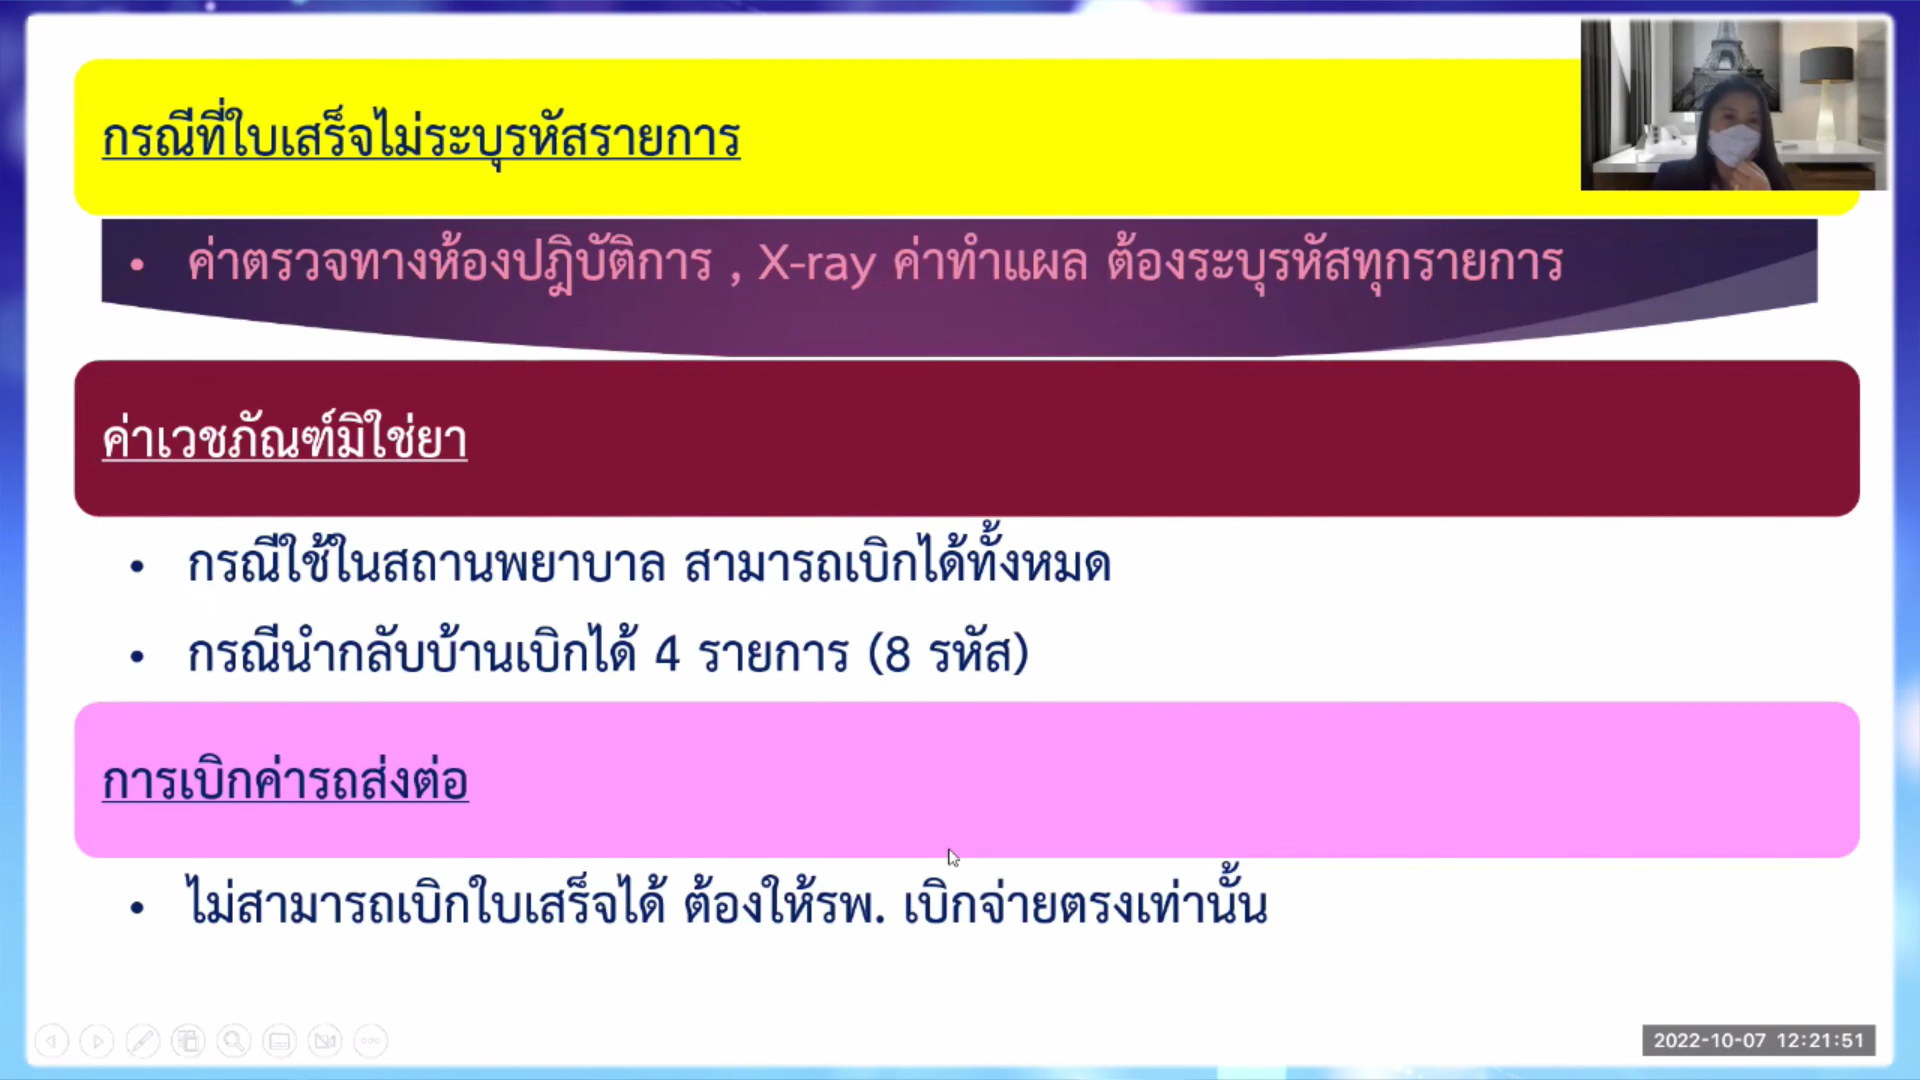 กรณีที่ใบเสร็จไม่ระบุรหัสรายการ
• ค่าตรวจทางห้องปฎิบัติการ , X-ray ค่าทำแผล ต้องระบุรหัสทุกรายการ
ค่าเวชภัณฑ์มิใช่ยา
• กรณีใช้ในสถานพยาบาล สามารถเบิกได้ทั้งหมด
• กรณีนำกลับบ้านเบิกได้ 4 รายการ (8 รหัส)
การเบิกค่ารถส่งต่อ
• ไม่สามารถเบิกใบเสร็จได้ ต้องให้รพ. เบิกจ่ายตรงเท่านั้น
2022-10-07 12:21:51